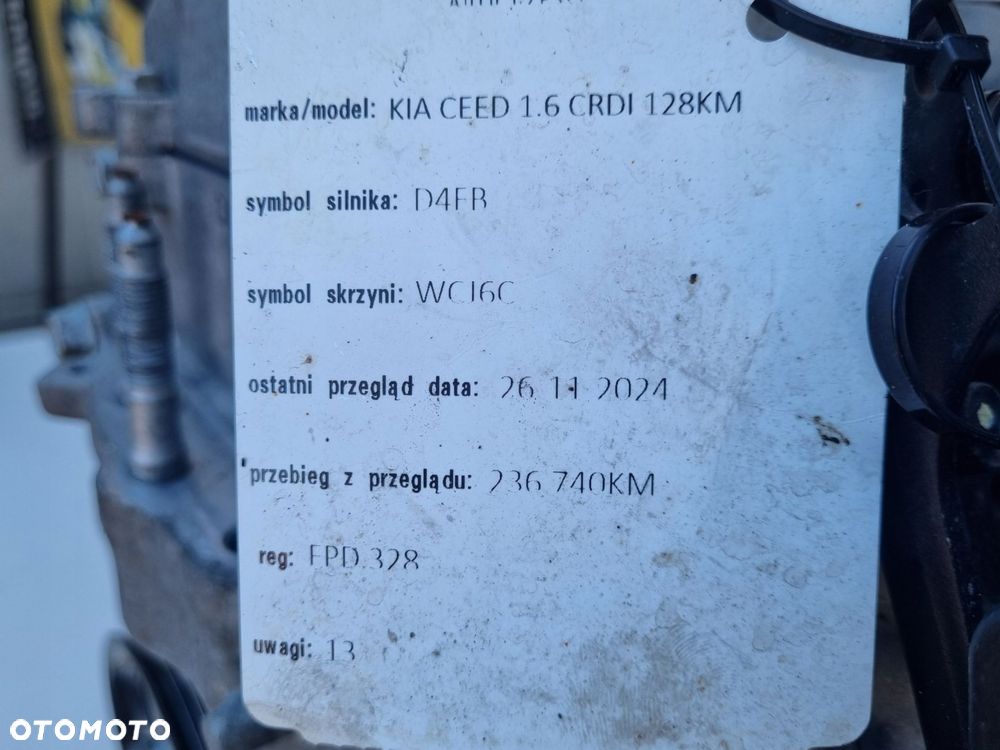 marka/model: KIA CEED 1.6 CRDI 128KM
symbol silnika: D4FB
symbol skrzyni: WCI6C
ostatni przegląd data: 26 11 2024
przebieg z przeglądu: 236 740KM
reg: FPD 328
uwagi: 13
OTOMOTO